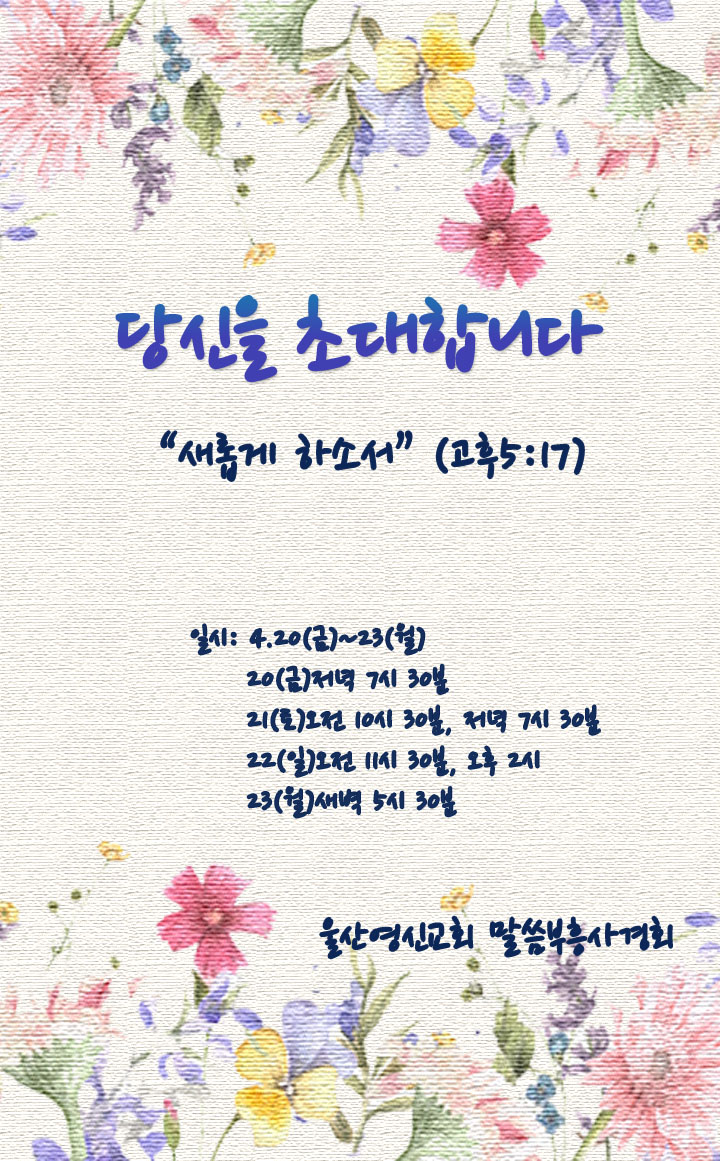 당신을 초대합니다
“새롭게 하소서” (고후5:17)
일시: 4.20(금)~23(월)
20(금)저녁 7시 30분
21(토)오전 10시 30분, 저녁 7시 30분
22(일)오전 11시 30분, 오후 2시
23(월)새벽 5시 30분
울산영신교회 말씀부흥사경회